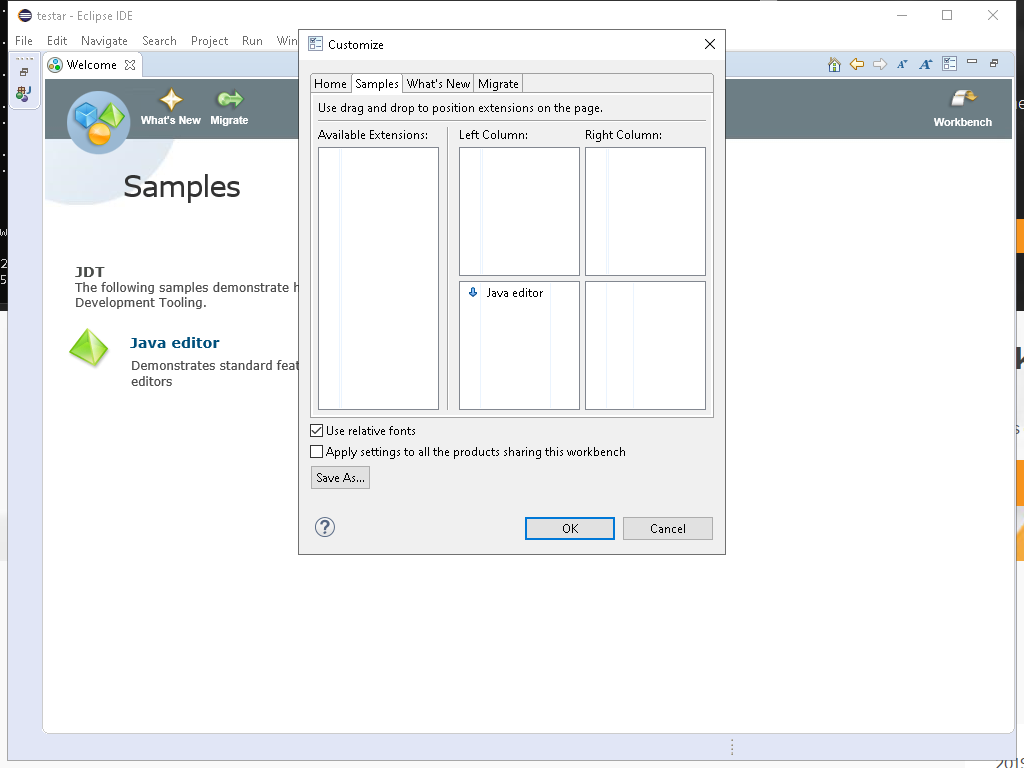 testar - Eclipse IDE
File Edit Navigate Search Project Run Win
Customize
Welcome
Home Samples What's New Migrate
What's New Migrate
Workbench
Use drag and drop to position extensions on the page.
Available Extensions: Left Column: Right Column:
Samples
JDT
The following samples demonstrate h
Development Tooling.
Java editor
Java editor
Demonstrates standard feat
editors
Use relative fonts
Apply settings to all the products sharing this workbench
Save As...
?
OK Cancel